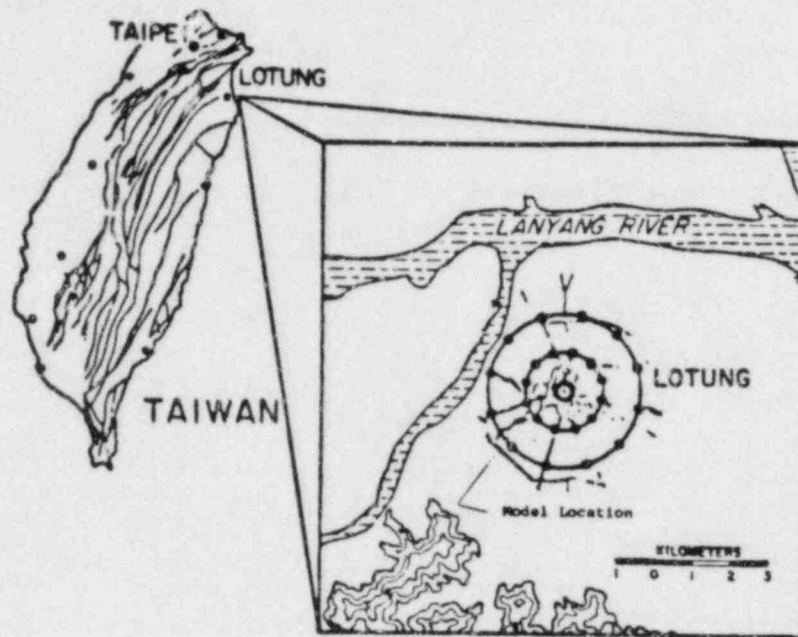 TAIPE
LOTUNG
LANYANG RIVER
LOTUNG
TAIWAN
Model Location
KILOMETERS
1 0 1 2 3